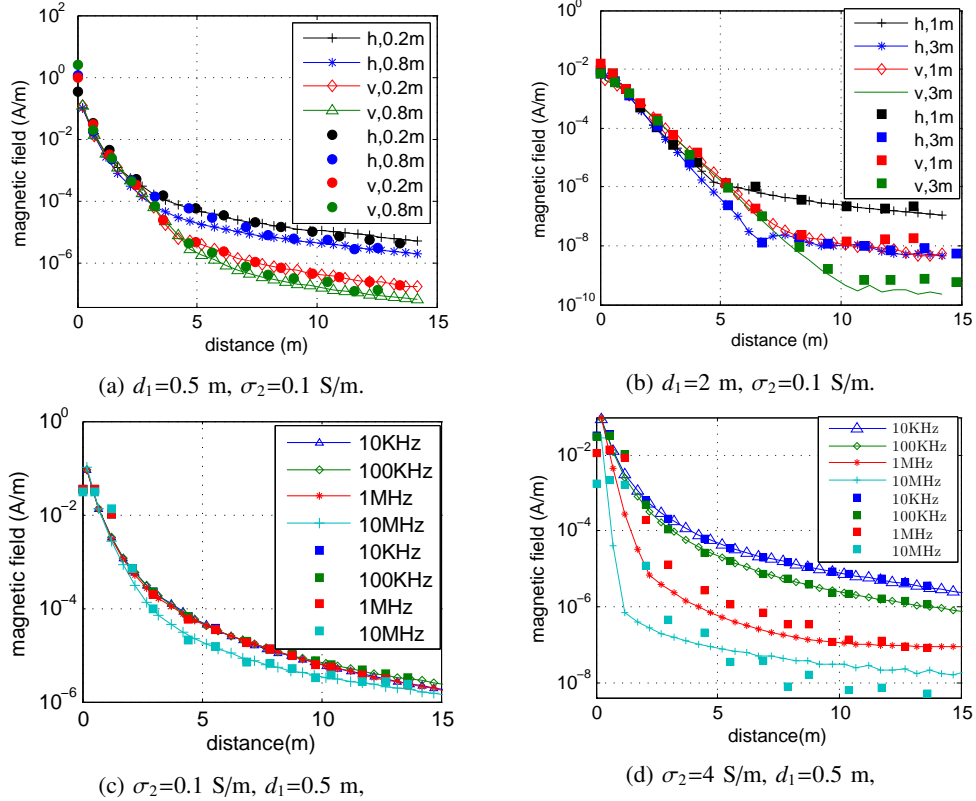 10^2
10^0
10^-2
10^-4
10^-6
magnetic field (A/m)
0
5
10
15
distance (m)
h,0.2m
h,0.8m
v,0.2m
v,0.8m
h,0.2m
h,0.8m
v,0.2m
v,0.8m
(a) d₁=0.5 m, σ₂=0.1 S/m.
10^0
10^-2
10^-4
10^-6
10^-8
10^-10
magnetic field (A/m)
0
5
10
15
distance (m)
h,1m
h,3m
v,1m
v,3m
h,1m
h,3m
v,1m
v,3m
(b) d₁=2 m, σ₂=0.1 S/m.
10^0
10^-2
10^-4
10^-6
magnetic field (A/m)
0
5
10
15
distance(m)
10KHz
100KHz
1MHz
10MHz
10KHz
100KHz
1MHz
10MHz
(c) σ₂=0.1 S/m, d₁=0.5 m,
10^-2
10^-4
10^-6
10^-8
magnetic field (A/m)
0
5
10
15
distance(m)
10KHz
100KHz
1MHz
10MHz
10KHz
100KHz
1MHz
10MHz
(d) σ₂=4 S/m, d₁=0.5 m,